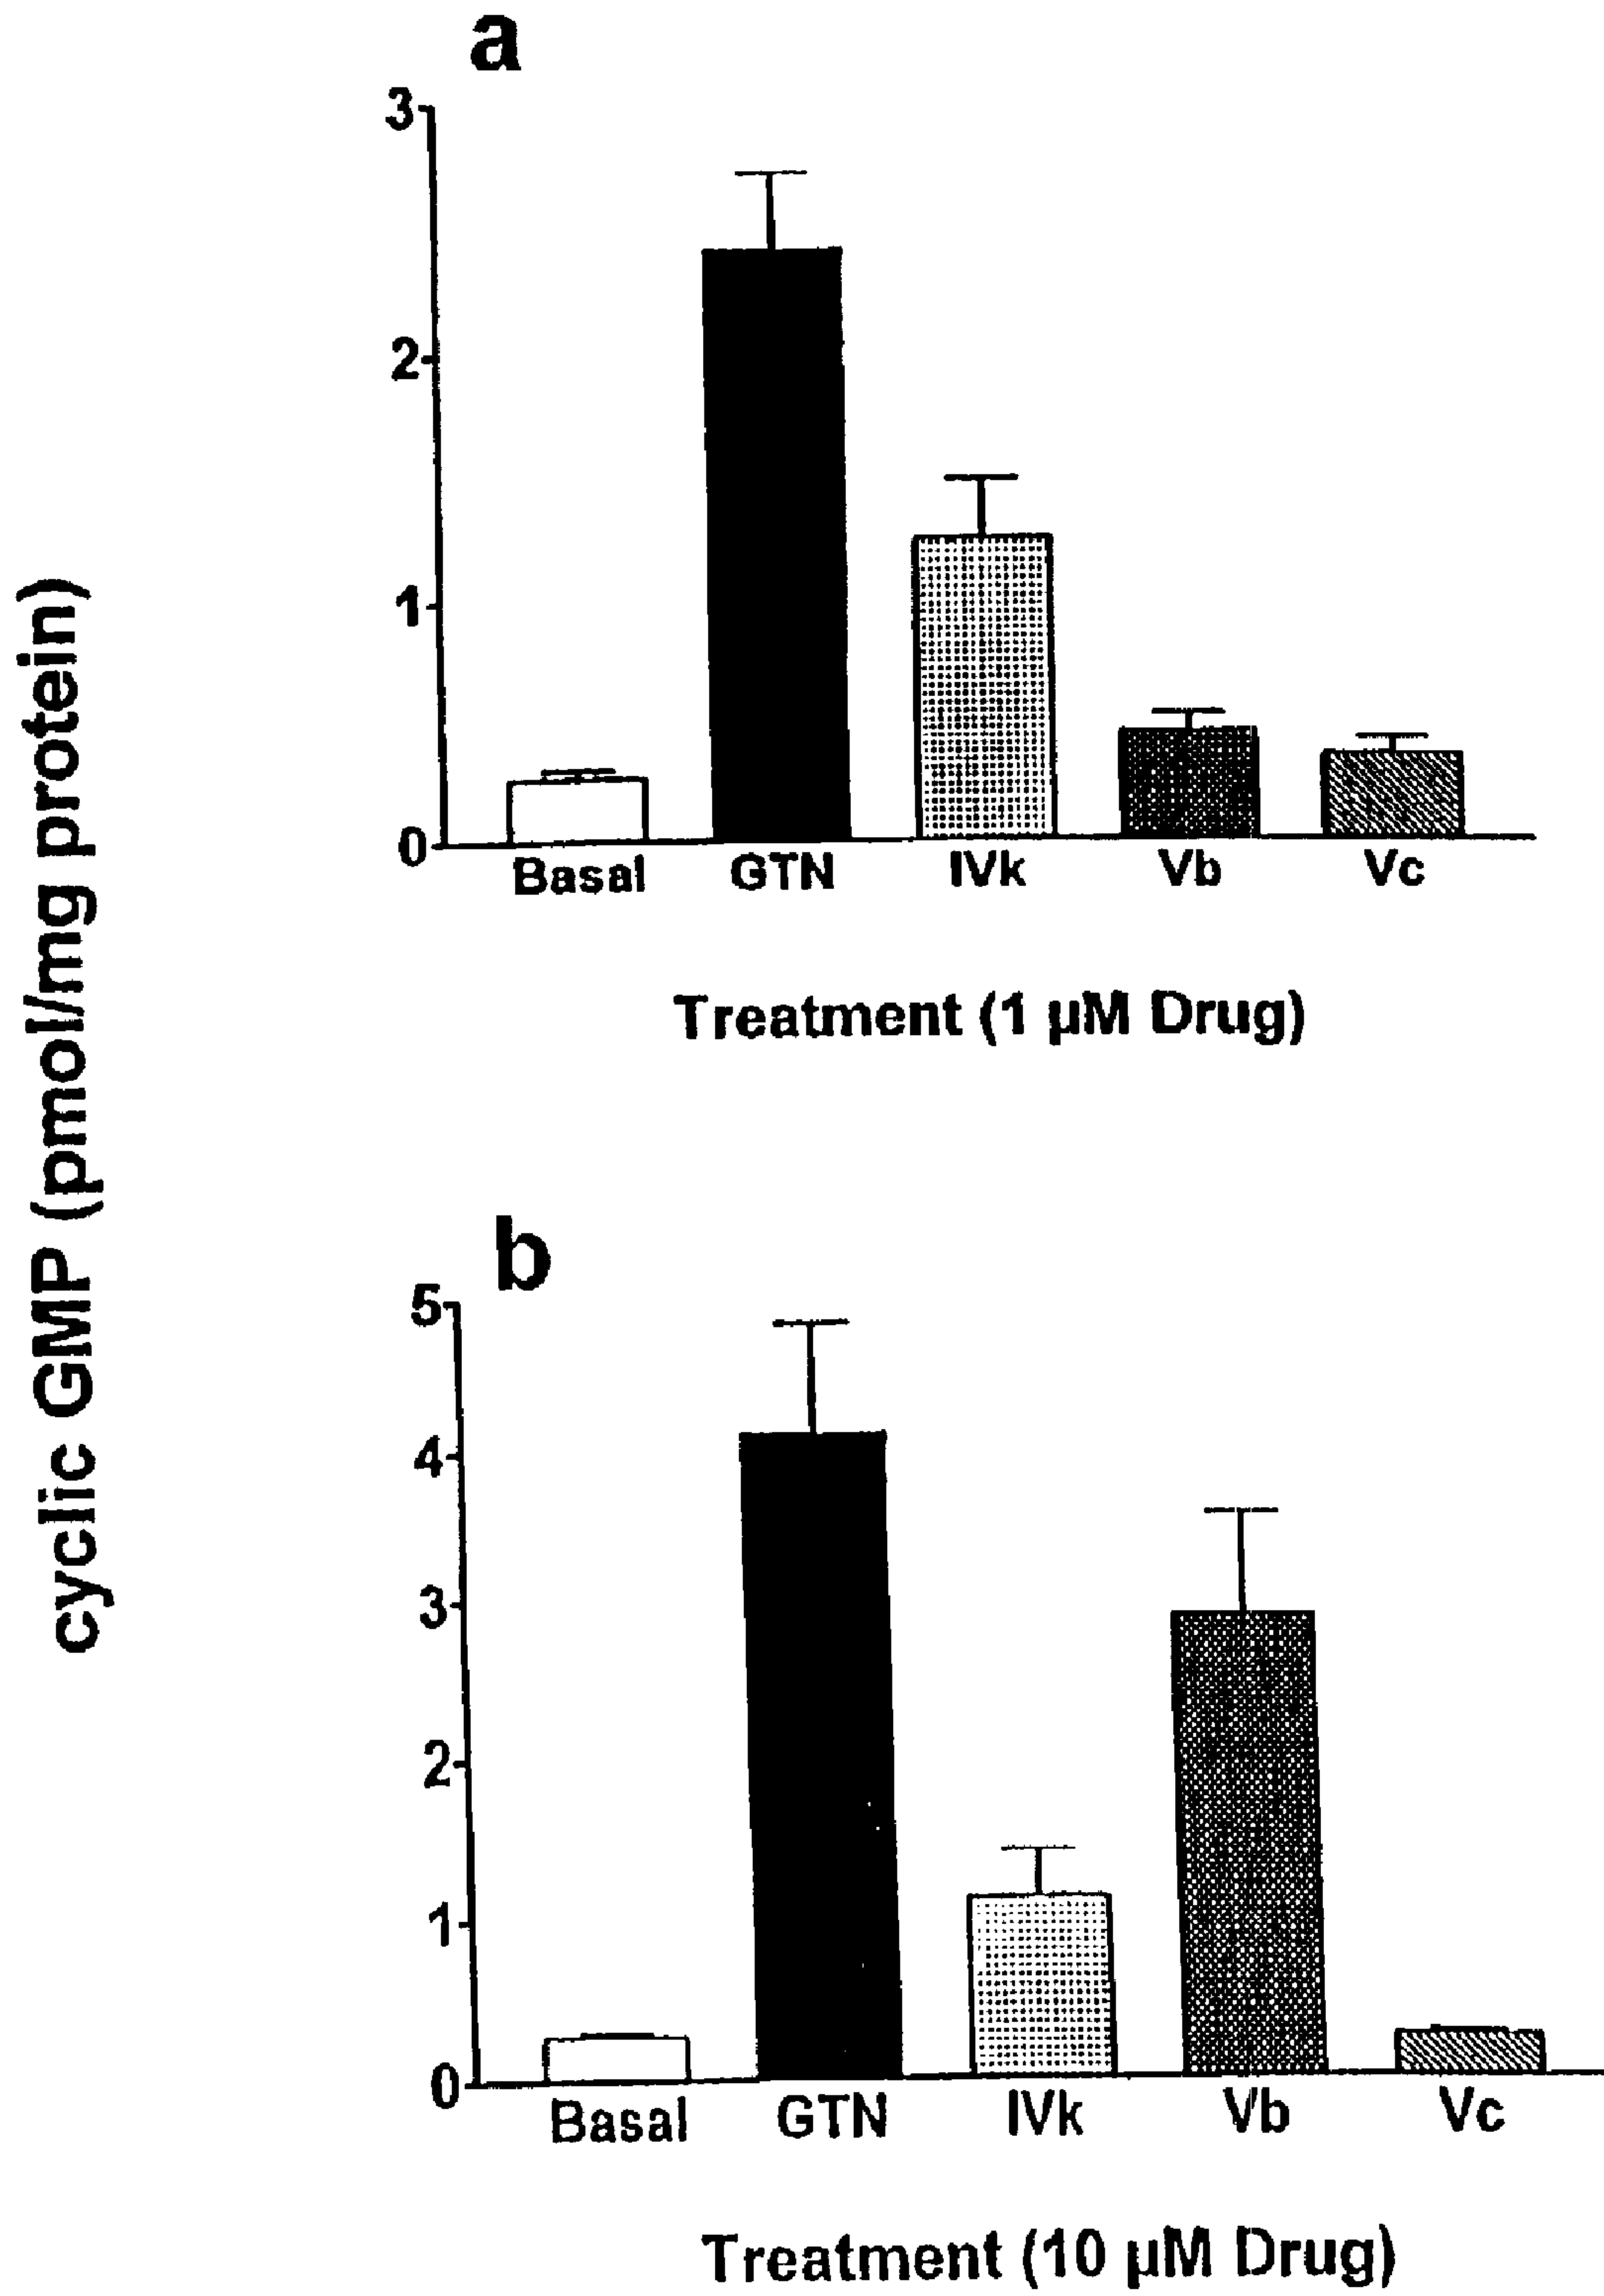 a
3
2
1
0
Basal GTN IVk Vb Vc
Treatment (1 µM Drug)
cyclic GMP (pmol/mg protein)
b
5
4
3
2
1
0
Basal GTN IVk Vb Vc
Treatment (10 µM Drug)